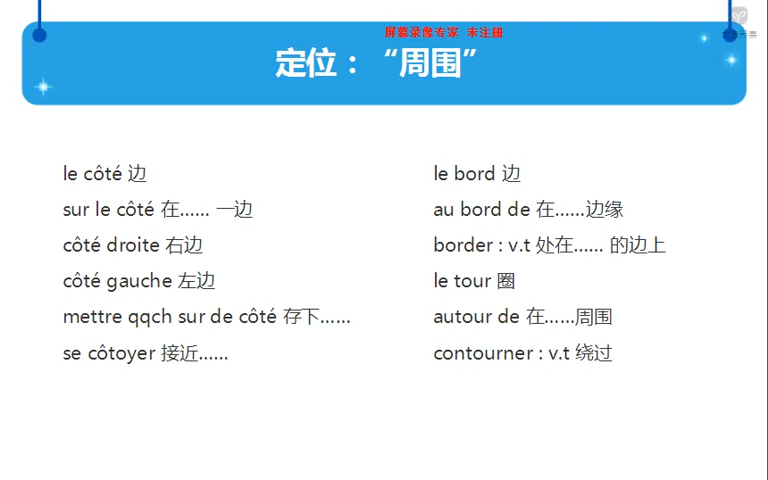 屏幕录像专家 未注册
定位：“周围”
le côté 边
sur le côté 在…… 一边
côté droite 右边
côté gauche 左边
mettre qqch sur de côté 存下……
se côtoyer 接近……
le bord 边
au bord de 在……边缘
border : v.t 处在…… 的边上
le tour 圈
autour de 在……周围
contourner : v.t 绕过